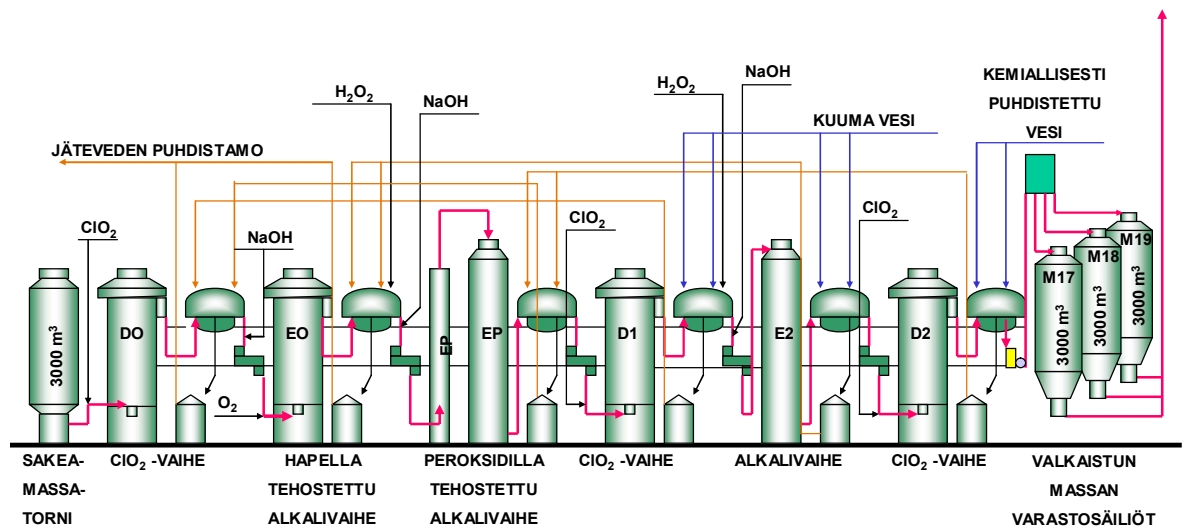 H₂O₂
NaOH
H₂O₂
NaOH
KEMIALLISESTI
PUHDISTETTU
VESI
KUUMA VESI
JÄTEVEDEN PUHDISTAMO
ClO₂
NaOH
ClO₂
ClO₂
M17
M18
M19
3000 m³
3000 m³
3000 m³
3000 m³
DO
EO
EP
EP
D1
E2
D2
O₂
SAKEA-
MASSA-
TORNI
ClO₂ -VAIHE
HAPELLA
TEHOSTETTU
ALKALIVAIHE
PEROKSIDILLA
TEHOSTETTU
ALKALIVAIHE
ClO₂ -VAIHE
ALKALIVAIHE
ClO₂ -VAIHE
VALKAISTUN
MASSAN
VARASTOSÄILIÖT